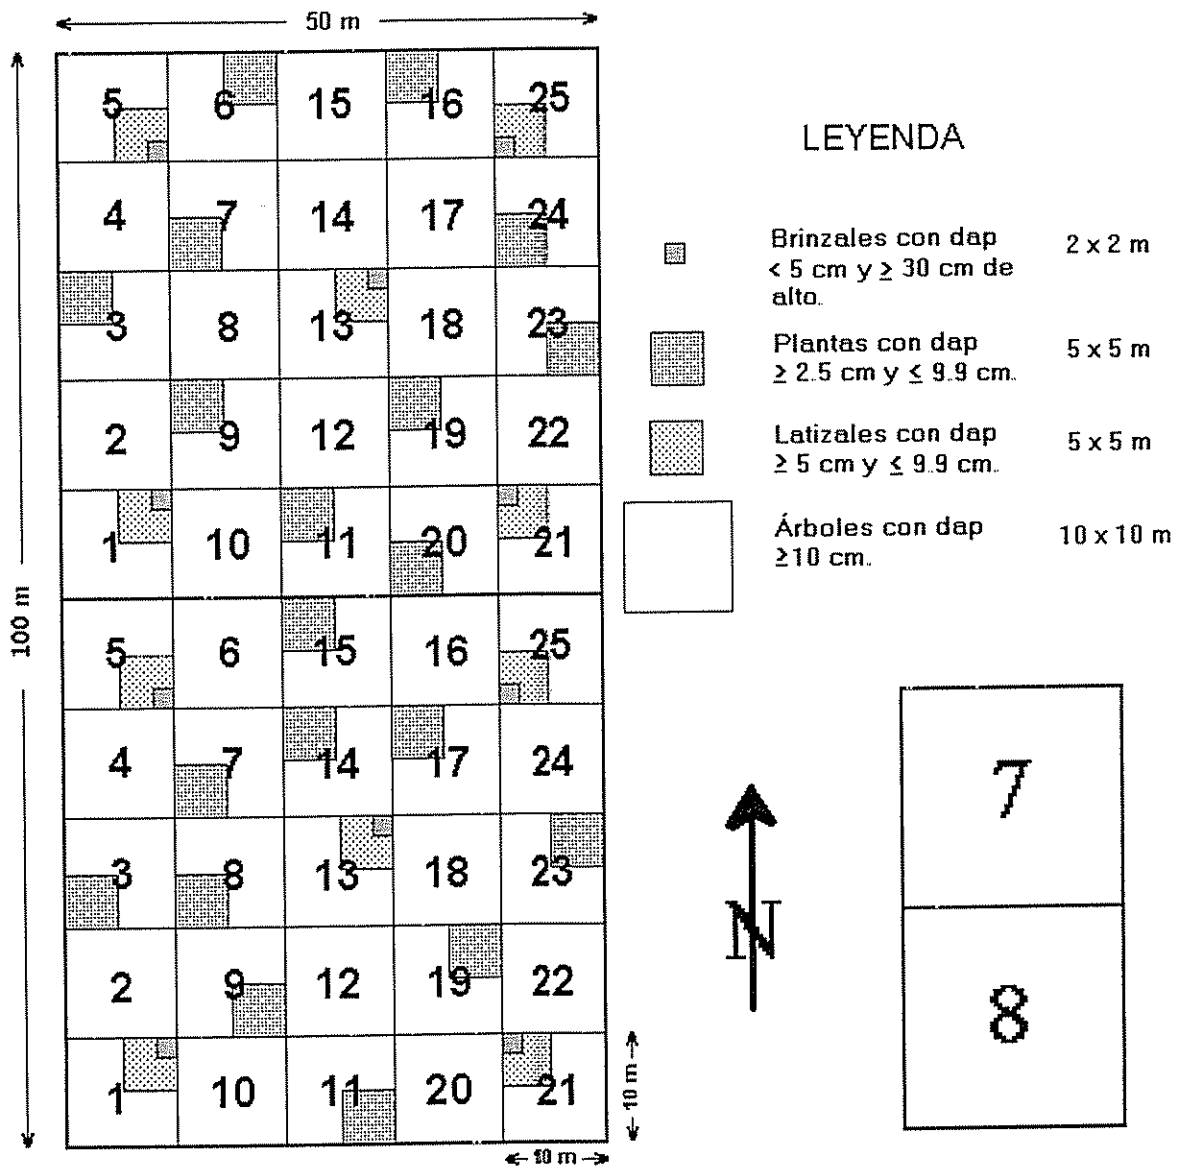 50 m
5 6 15 16 25
4 7 14 17 24
3 8 13 18 23
2 9 12 19 22
1 10 11 20 21
5 6 15 16 25
4 7 14 17 24
3 8 13 18 23
2 9 12 19 22
1 10 11 20 21
100 m
10 m
10 m
LEYENDA
Brinzales con dap 2 x 2 m
< 5 cm y ≥ 30 cm de
alto.
Plantas con dap 5 x 5 m
≥ 2.5 cm y ≤ 9.9 cm.
Latizales con dap 5 x 5 m
≥ 5 cm y ≤ 9.9 cm.
Árboles con dap 10 x 10 m
≥10 cm.
N
7
8